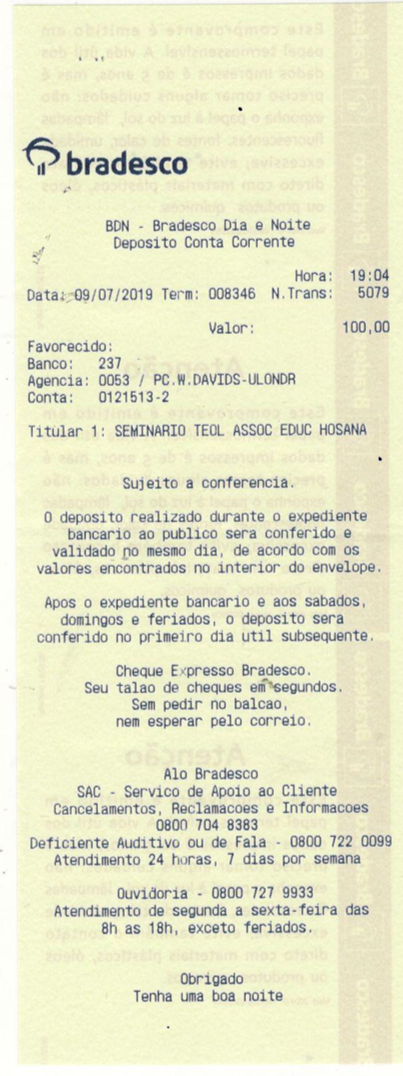 bradesco
BDN - Bradesco Dia e Noite
Deposito Conta Corrente
Hora: 19:04
Data: 09/07/2019 Term: 008346 N.Trans: 5079
Valor: 100,00
Favorecido:
Banco: 237
Agencia: 0053 / PC.W.DAVIDS-ULONDR
Conta: 0121513-2
Titular 1: SEMINARIO TEOL ASSOC EDUC HOSANA
Sujeito a conferencia.
O deposito realizado durante o expediente
bancario ao publico sera conferido e
validado no mesmo dia, de acordo com os
valores encontrados no interior do envelope.
Apos o expediente bancario e aos sabados,
domingos e feriados, o deposito sera
conferido no primeiro dia util subsequente.
Cheque Expresso Bradesco.
Seu talao de cheques em segundos.
Sem pedir no balcao,
nem esperar pelo correio.
Alo Bradesco
SAC - Servico de Apoio ao Cliente
Cancelamentos, Reclamacoes e Informacoes
0800 704 8383
Deficiente Auditivo ou de Fala - 0800 722 0099
Atendimento 24 horas, 7 dias por semana
Ouvidoria - 0800 727 9933
Atendimento de segunda a sexta-feira das
8h as 18h, exceto feriados.
Obrigado
Tenha uma boa noite